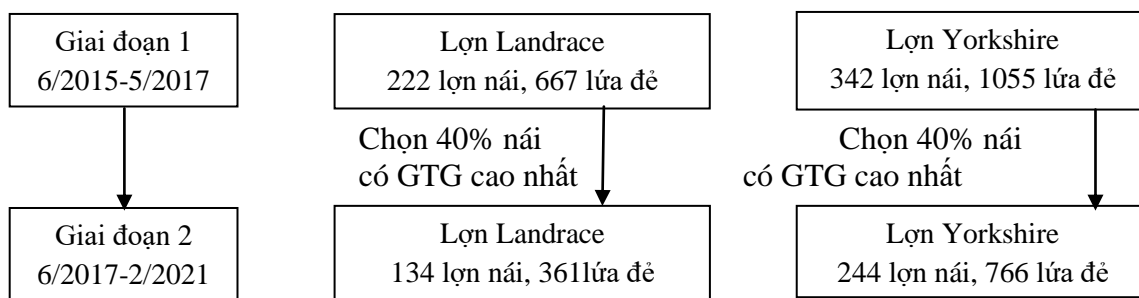 Giai đoạn 1
6/2015-5/2017
Lợn Landrace
222 lợn nái, 667 lứa đẻ
Lợn Yorkshire
342 lợn nái, 1055 lứa đẻ
Chọn 40% nái
có GTG cao nhất
Chọn 40% nái
có GTG cao nhất
Giai đoạn 2
6/2017-2/2021
Lợn Landrace
134 lợn nái, 361lứa đẻ
Lợn Yorkshire
244 lợn nái, 766 lứa đẻ